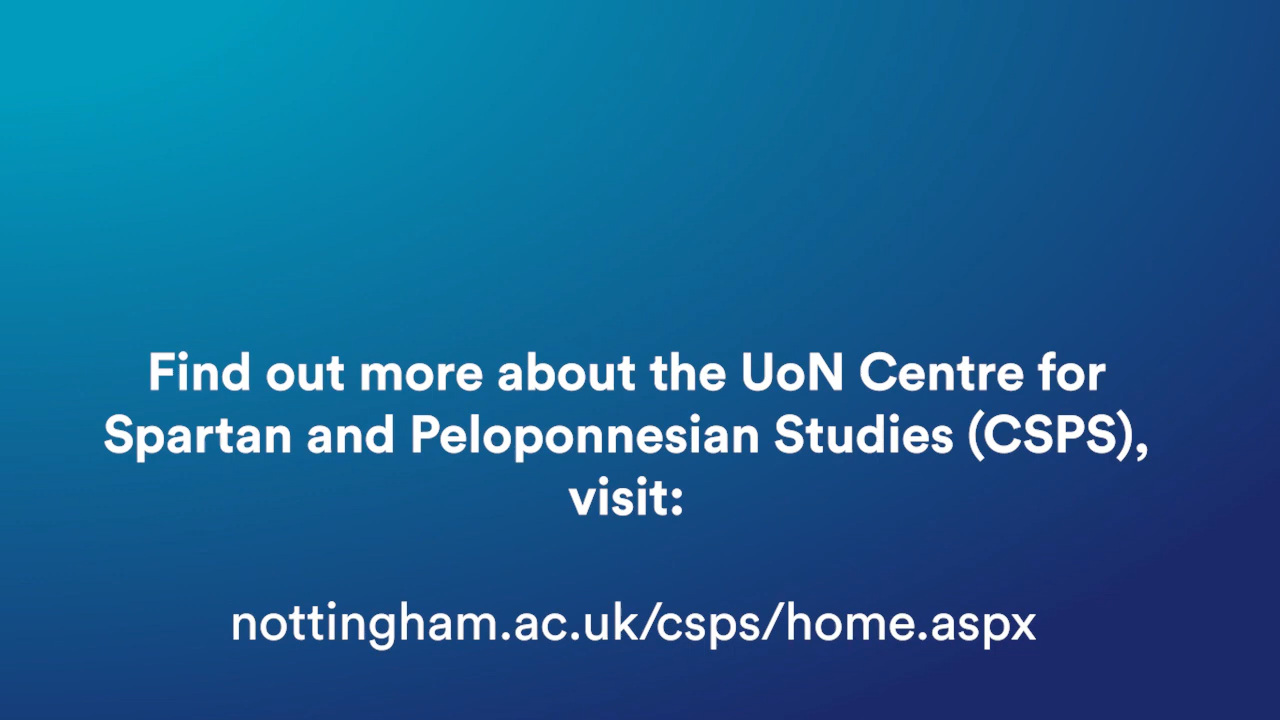 Find out more about the UoN Centre for
Spartan and Peloponnesian Studies (CSPS),
visit:
nottingham.ac.uk/csps/home.aspx